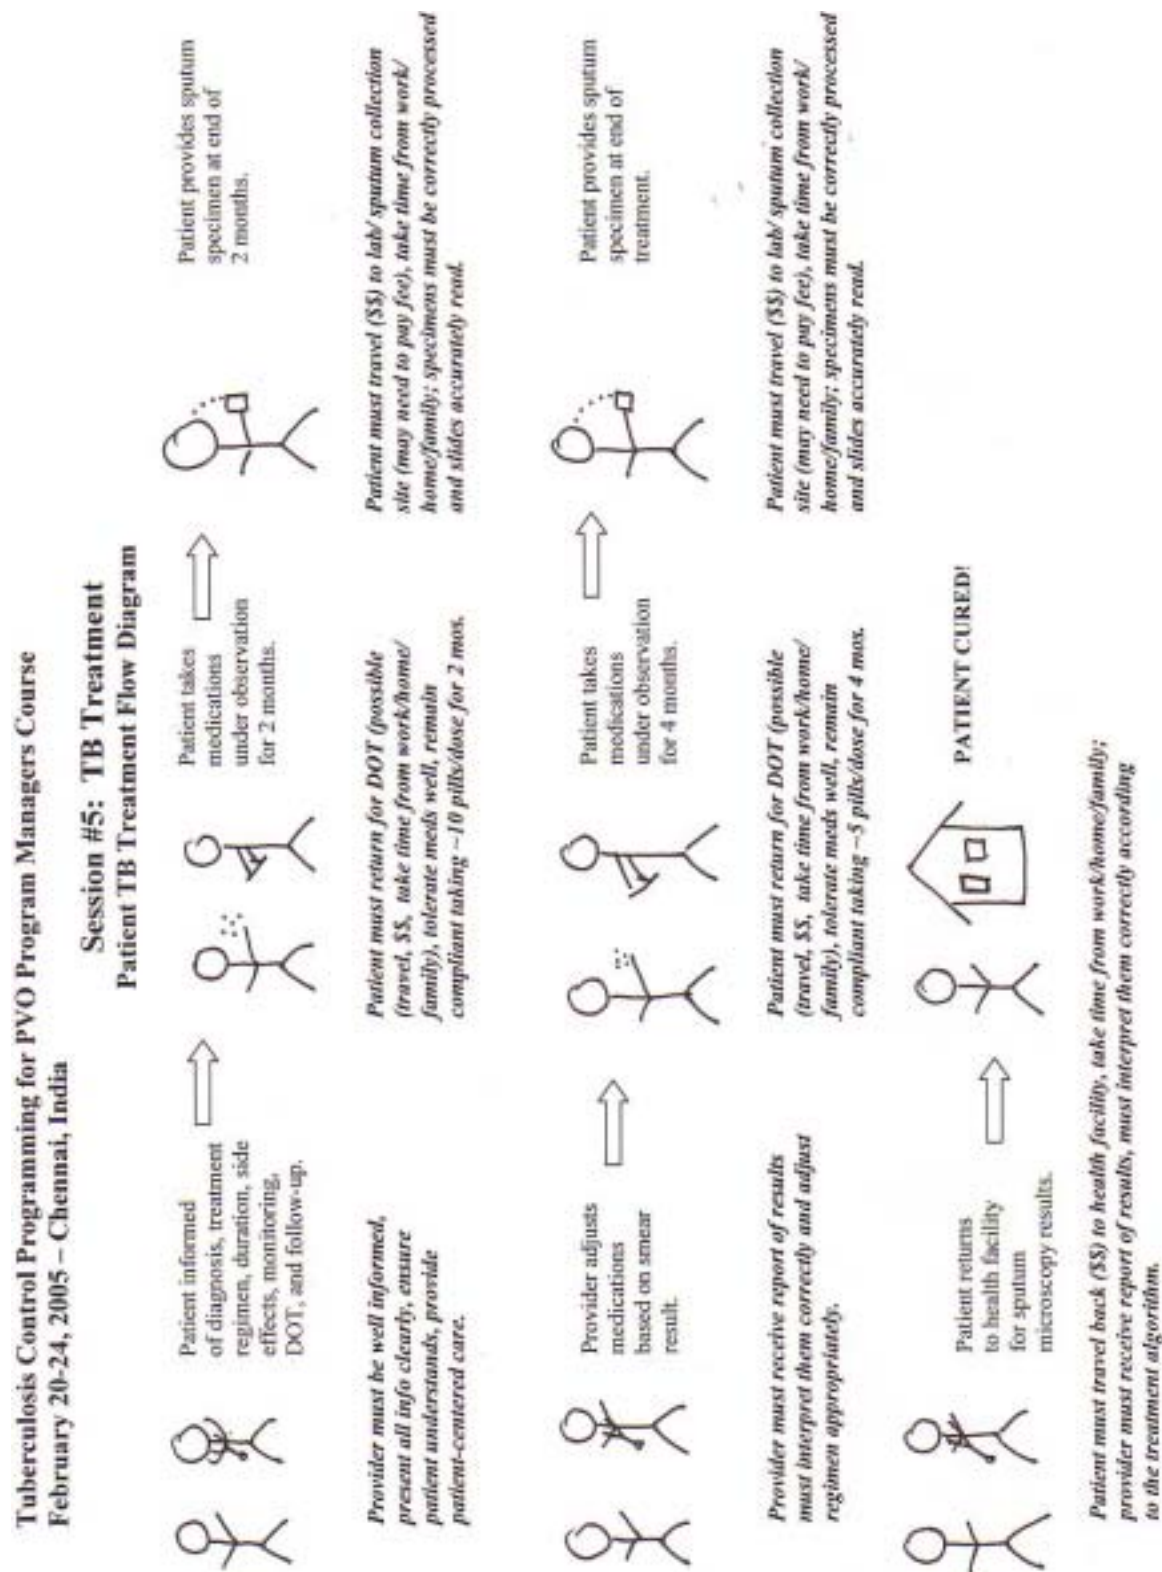 Tuberculosis Control Programming for PVO Program Managers Course
February 20-24, 2005 – Chennai, India
Session #5: TB Treatment
Patient TB Treatment Flow Diagram
Patient informed
of diagnosis, treatment
regimen, duration, side
effects, monitoring,
DOT, and follow-up.
Patient takes
medications
under observation
for 2 months.
Patient provides sputum
specimen at end of
2 months.
Provider must be well informed,
present all info clearly, ensure
patient understands, provide
patient-centered care.
Patient must return for DOT (possible
(travel, $$, take time from work/home/
family), tolerate meds well, remain
compliant taking ~10 pills/dose for 2 mos.
Patient must travel ($$) to lab/ sputum collection
site (may need to pay fee), take time from work/
home/family; specimens must be correctly processed
and slides accurately read.
Provider adjusts
medications
based on smear
result.
Patient takes
medications
under observation
for 4 months.
Patient provides sputum
specimen at end of
treatment.
Provider must receive report of results
must interpret them correctly and adjust
regimen appropriately.
Patient must return for DOT (possible
(travel, $$, take time from work/home/
family), tolerate meds well, remain
compliant taking ~5 pills/dose for 4 mos.
Patient must travel ($$) to lab/ sputum collection
site (may need to pay fee), take time from work/
home/family; specimens must be correctly processed
and slides accurately read.
Patient returns
to health facility
for sputum
microscopy results.
PATIENT CURED!
Patient must travel back ($$) to health facility, take time from work/home/family;
provider must receive report of results, must interpret them correctly according
to the treatment algorithm.